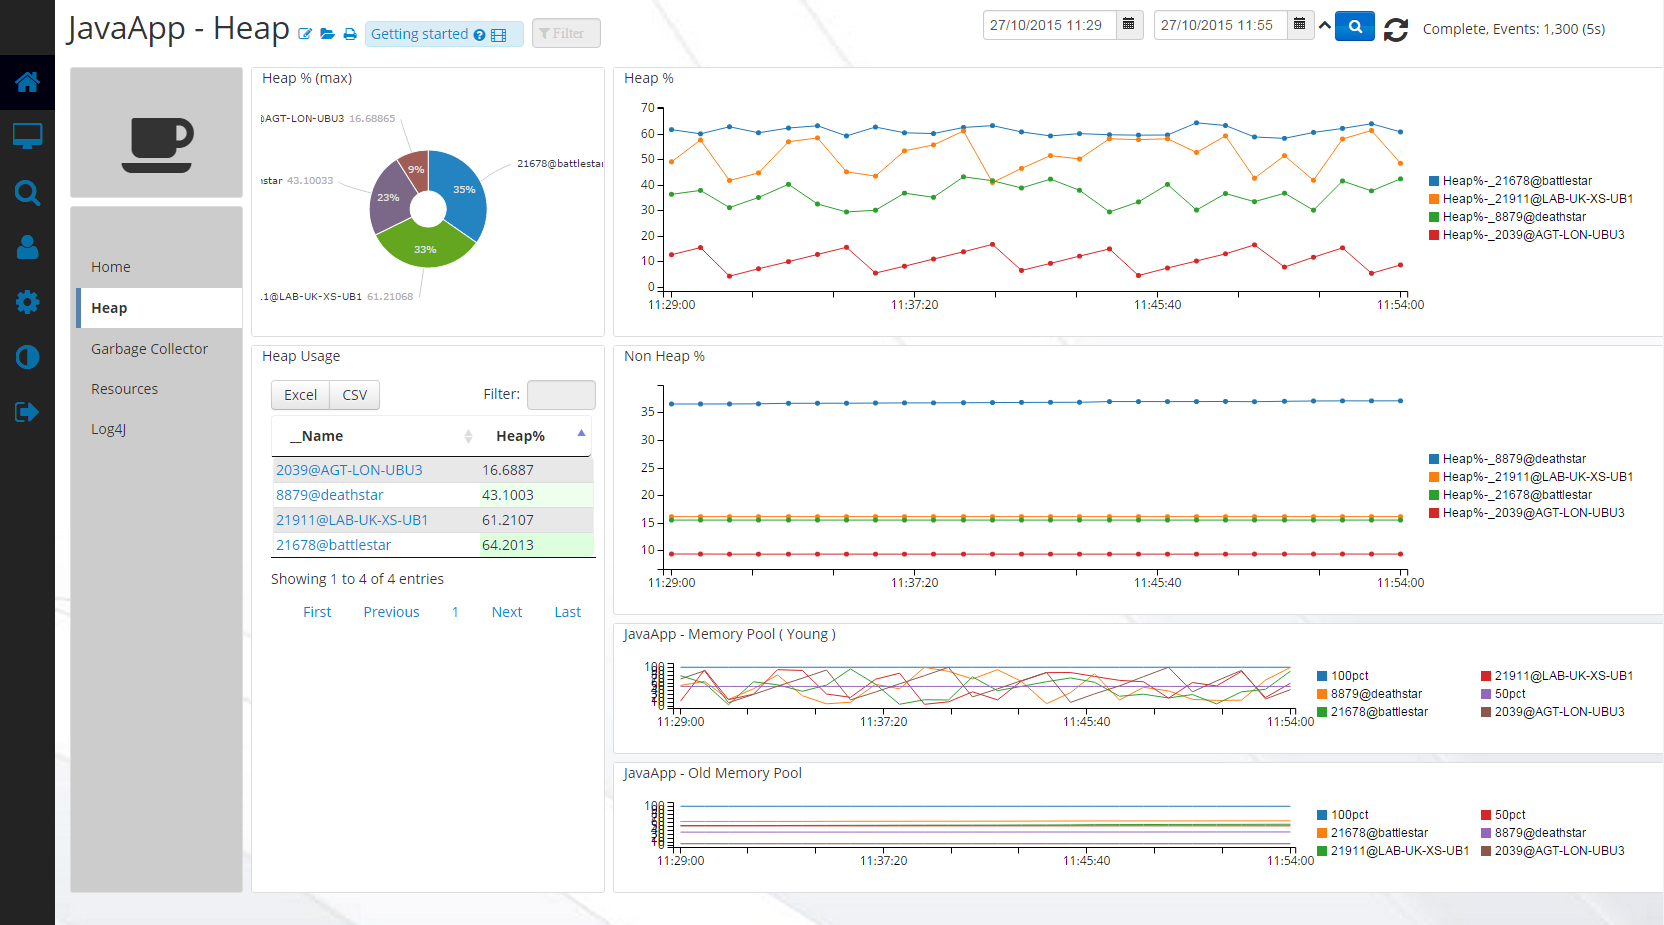 JavaApp - Heap
Getting started
Filter
27/10/2015 11:29
27/10/2015 11:55
Complete, Events: 1,300 (5s)
Home
Heap
Garbage Collector
Resources
Log4J
Heap % (max)
@AGT-LON-UBU3 16.68865
21678@battlestar
star 43.10033
9%
35%
23%
33%
.1@LAB-UK-XS-UB1 61.21068
Heap %
70
60
50
40
30
20
10
0
11:29:00 11:37:20 11:45:40 11:54:00
Heap%-_21678@battlestar
Heap%-_21911@LAB-UK-XS-UB1
Heap%-_8879@deathstar
Heap%-_2039@AGT-LON-UBU3
Heap Usage
Excel CSV Filter:
__Name Heap%
2039@AGT-LON-UBU3 16.6887
8879@deathstar 43.1003
21911@LAB-UK-XS-UB1 61.2107
21678@battlestar 64.2013
Showing 1 to 4 of 4 entries
First Previous 1 Next Last
Non Heap %
35
30
25
20
15
10
11:29:00 11:37:20 11:45:40 11:54:00
Heap%-_8879@deathstar
Heap%-_21911@LAB-UK-XS-UB1
Heap%-_21678@battlestar
Heap%-_2039@AGT-LON-UBU3
JavaApp - Memory Pool ( Young )
100
11:29:00 11:37:20 11:45:40 11:54:00
100pct 21911@LAB-UK-XS-UB1
8879@deathstar 50pct
21678@battlestar 2039@AGT-LON-UBU3
JavaApp - Old Memory Pool
100
11:29:00 11:37:20 11:45:40 11:54:00
100pct 50pct
21678@battlestar 8879@deathstar
21911@LAB-UK-XS-UB1 2039@AGT-LON-UBU3